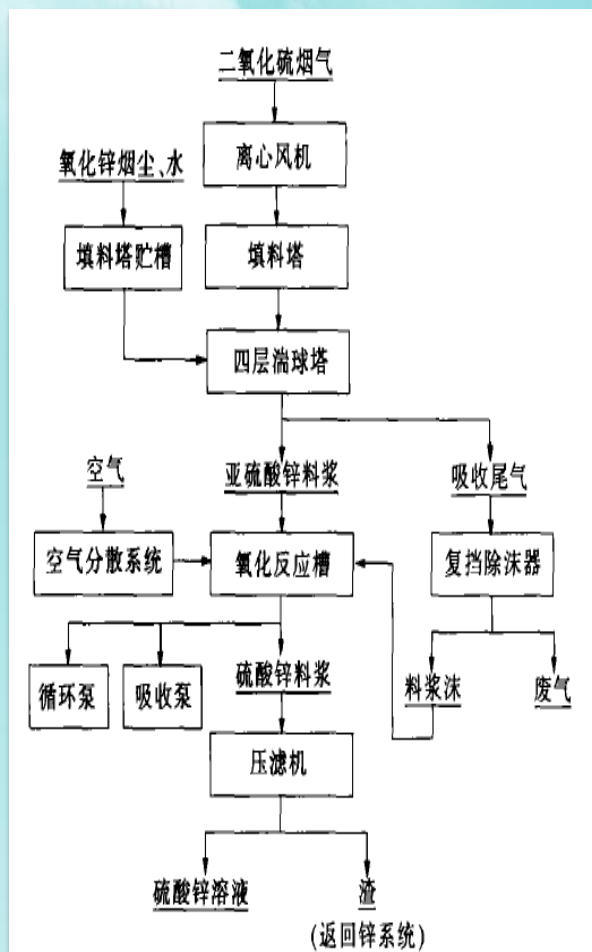 二氧化硫烟气
离心风机
氧化锌烟尘、水
填料塔贮槽
填料塔
四层湍球塔
空气
亚硫酸锌料浆
吸收尾气
空气分散系统
氧化反应槽
复挡除沫器
循环泵
吸收泵
硫酸锌料浆
料浆沫
废气
压滤机
硫酸锌溶液
渣
(返回锌系统)